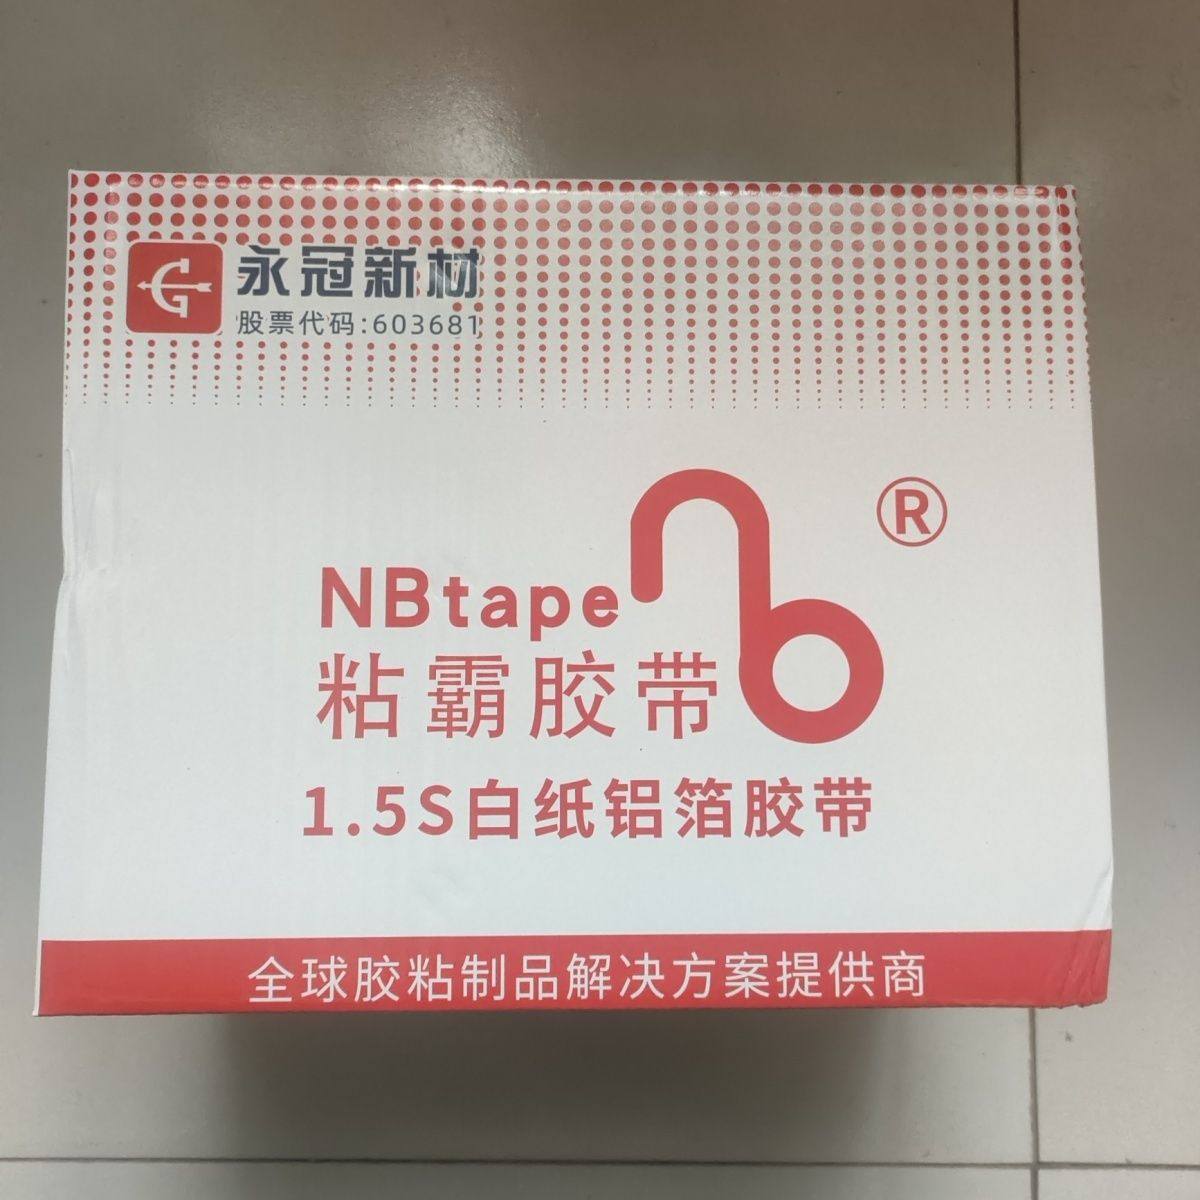 永冠新材
股票代码:603681
NBtape
粘霸胶带
®
1.5S白纸铝箔胶带
全球胶粘制品解决方案提供商